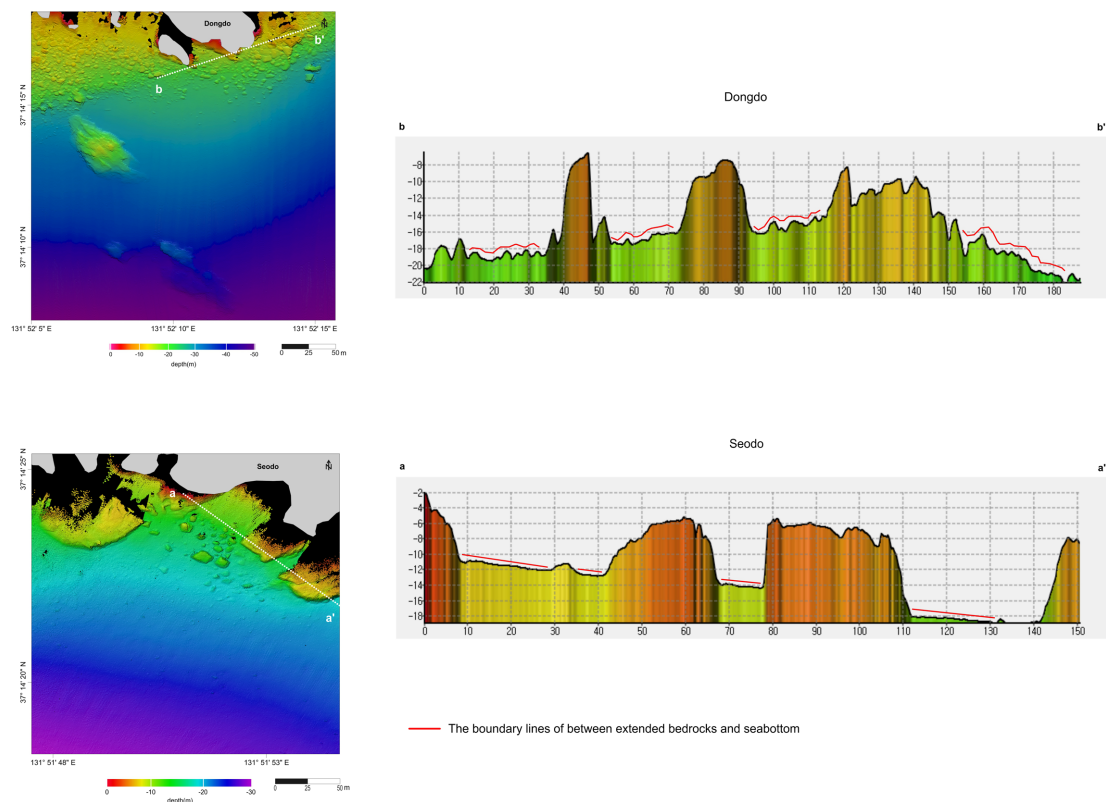 Dongdo
N
b'
b
37° 14' 15" N
37° 14' 10" N
131° 52' 5" E
131° 52' 10" E
131° 52' 15" E
0
-10
-20
-30
-40
-50
depth(m)
0
25
50 m
Dongdo
b
b'
-8
-10
-12
-14
-16
-18
-20
-22
0
10
20
30
40
50
60
70
80
90
100
110
120
130
140
150
160
170
180
Seodo
N
a
a'
37° 14' 25" N
37° 14' 20" N
131° 51' 48" E
131° 51' 53" E
0
-10
-20
-30
depth(m)
0
25
50 m
Seodo
a
a'
-2
-4
-6
-8
-10
-12
-14
-16
-18
0
10
20
30
40
50
60
70
80
90
100
110
120
130
140
150
The boundary lines of between extended bedrocks and seabottom